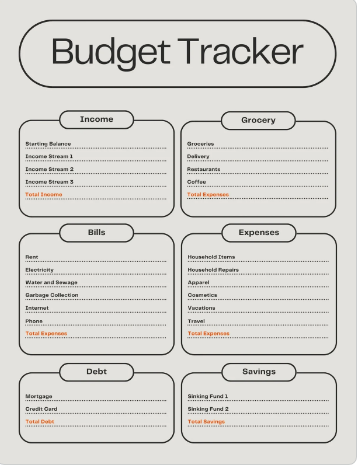 Budget Tracker
Income
Starting Balance
Income Stream 1
Income Stream 2
Income Stream 3
Total Income
Grocery
Groceries
Delivery
Restaurants
Coffee
Total Expenses
Bills
Rent
Electricity
Water and Sewage
Garbage Collection
Internet
Phone
Total Expenses
Expenses
Household Items
Household Repairs
Apparel
Cosmetics
Vacations
Travel
Total Expenses
Debt
Mortgage
Credit Card
Total Debt
Savings
Sinking Fund 1
Sinking Fund 2
Total Savings